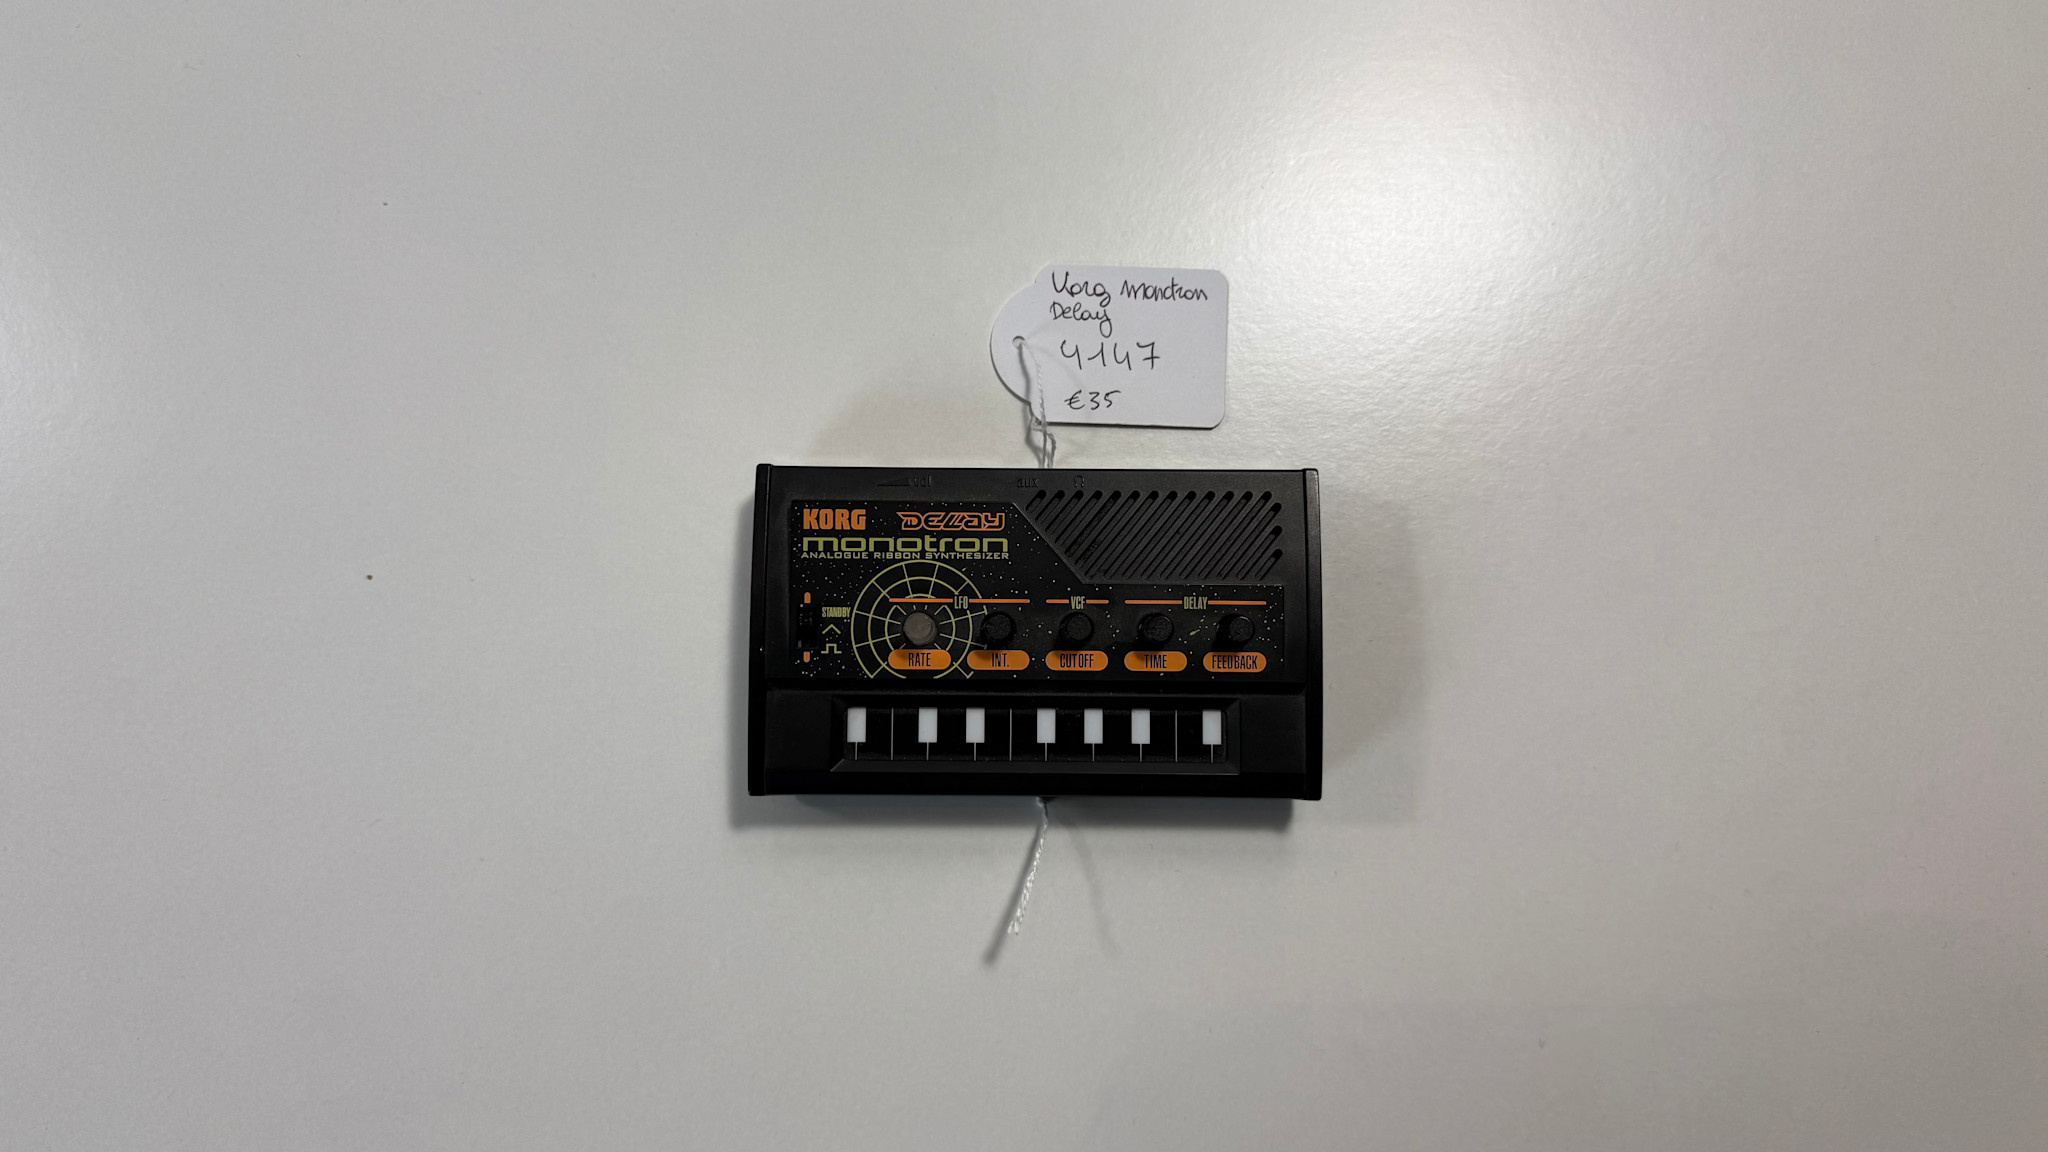 Korg monotron
Delay
4147
€35
vol
aux
KORG DELAY
monotron
ANALOGUE RIBBON SYNTHESIZER
LFO VCF DELAY
STANDBY
RATE INT. CUTOFF TIME FEEDBACK